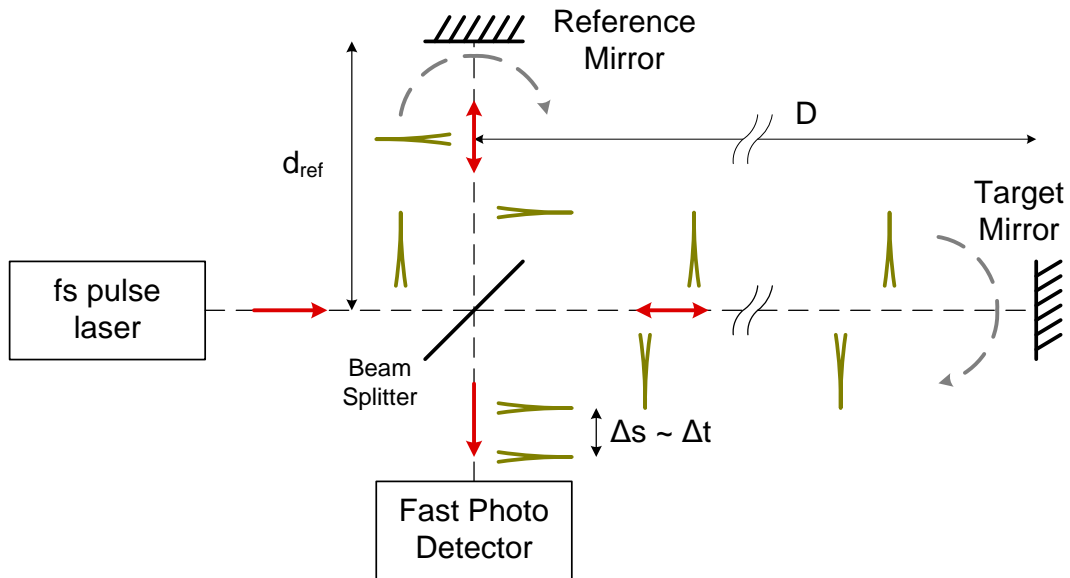 Reference
Mirror
D
d_ref
Target
Mirror
fs pulse
laser
Beam
Splitter
Δs ~ Δt
Fast Photo
Detector